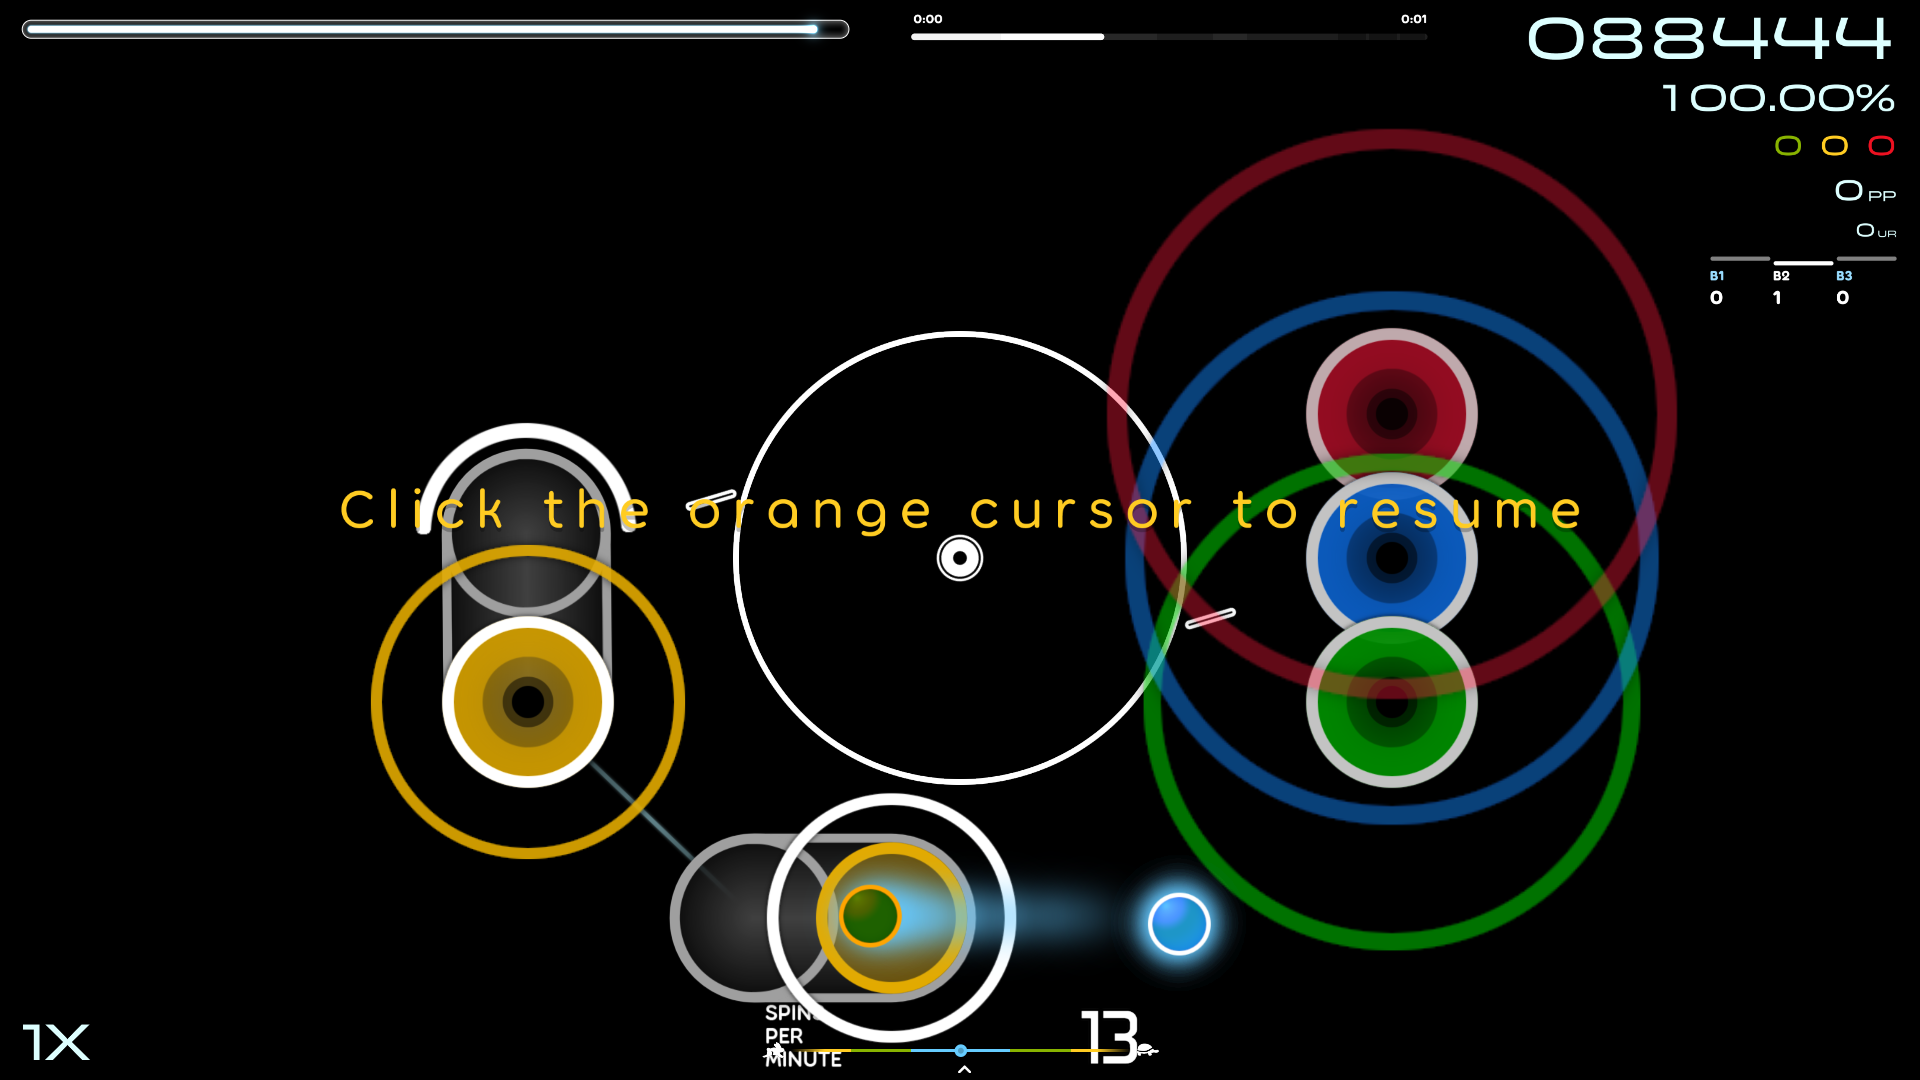 0:00
0:01
088444
100.00%
0 0 0
0 PP
0 UR
B1 B2 B3
0 1 0
Click the orange cursor to resume
SPINS
PER
MINUTE
13
1X